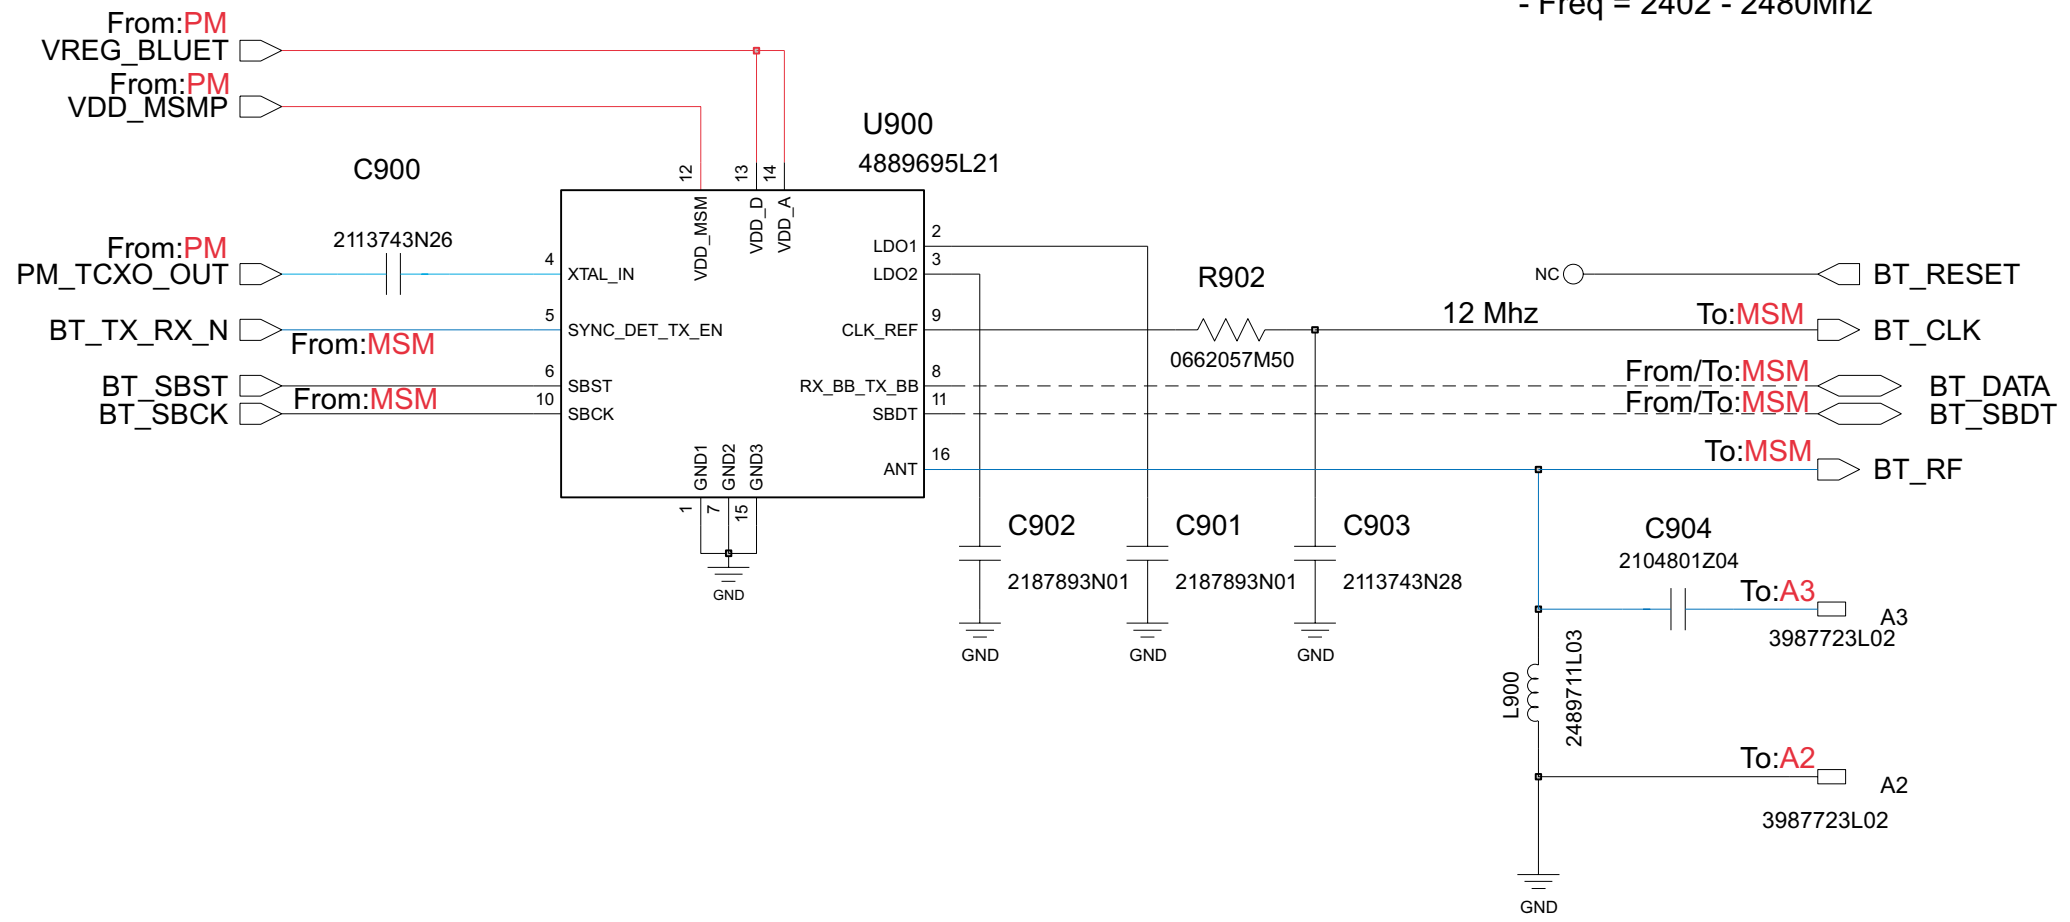 - Freq = 2402 - 2480Mhz
From:PM
VREG_BLUET
From:PM
VDD_MSMP
U900
4889695L21
C900
2113743N26
From:PM
PM_TCXO_OUT
BT_TX_RX_N
From:MSM
BT_SBST
BT_SBCK
From:MSM
12
13
14
VDD_MSM
VDD_D
VDD_A
4
XTAL_IN
5
SYNC_DET_TX_EN
6
SBST
10
SBCK
LDO1
2
LDO2
3
CLK_REF
9
RX_BB_TX_BB
8
SBDT
11
ANT
16
GND1
GND2
GND3
1
7
15
GND
R902
0662057M50
NC
BT_RESET
12 Mhz
To:MSM
BT_CLK
From/To:MSM
BT_DATA
From/To:MSM
BT_SBDT
To:MSM
BT_RF
C902
2187893N01
GND
C901
2187893N01
GND
C903
2113743N28
GND
C904
2104801Z04
To:A3
A3
3987723L02
L900
2489711L03
To:A2
A2
3987723L02
GND